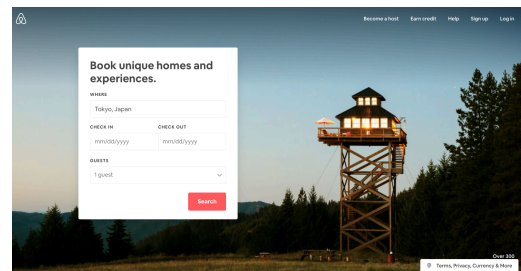 Become a host Earn credit Help Sign up Log in
Book unique homes and
experiences.
WHERE
Tokyo, Japan
CHECK IN CHECK OUT
mm/dd/yyyy mm/dd/yyyy
GUESTS
1 guest
Search
Over 300
Terms, Privacy, Currency & More